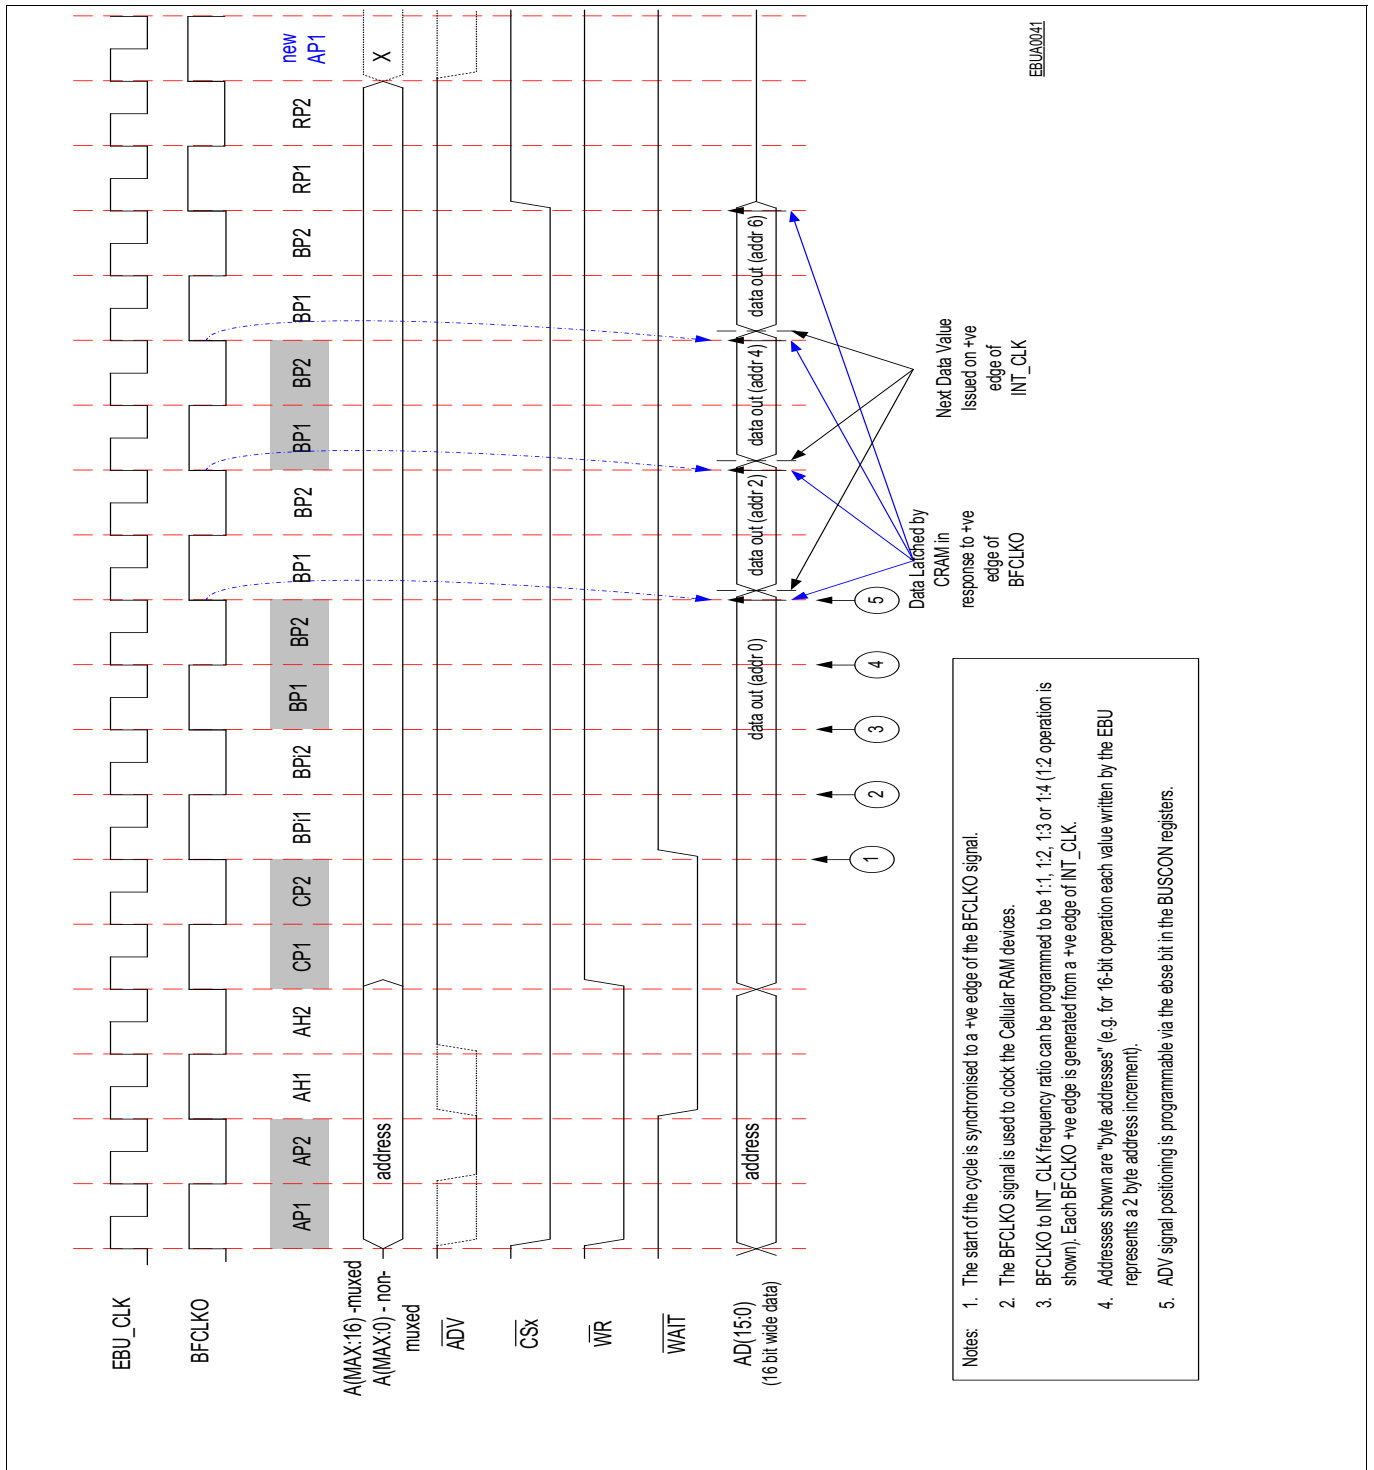 EBU_CLK
BFCLKO
AP1 AP2 AH1 AH2 CP1 CP2 BPi1 BPi2 BP1 BP2 BP1 BP2 BP1 BP2 BP1 BP2 RP1 RP2 new
AP1
A(MAX:16) -muxed
A(MAX:0) - non-
muxed
address
X
ADV
CSx
WR
WAIT
AD(15:0)
(16 bit wide data)
address
data out (addr 0)
data out (addr 2)
data out (addr 4)
data out (addr 6)
1
2
3
4
5
Data Latched by
CRAM in
response to +ve
edge of
BFCLKO
Next Data Value
Issued on +ve
edge of
INT_CLK
Notes: 1. The start of the cycle is synchronised to a +ve edge of the BFCLKO signal.
2. The BFCLKO signal is used to clock the Cellular RAM devices.
3. BFCLKO to INT_CLK frequency ratio can be programmed to be 1:1, 1:2, 1:3 or 1:4 (1:2 operation is
shown). Each BFCLKO +ve edge is generated from a +ve edge of INT_CLK.
4. Addresses shown are "byte addresses" (e.g. for 16-bit operation each value written by the EBU
represents a 2 byte address increment).
5. ADV signal positioning is programmable via the ebse bit in the BUSCON registers.
EBUA0041